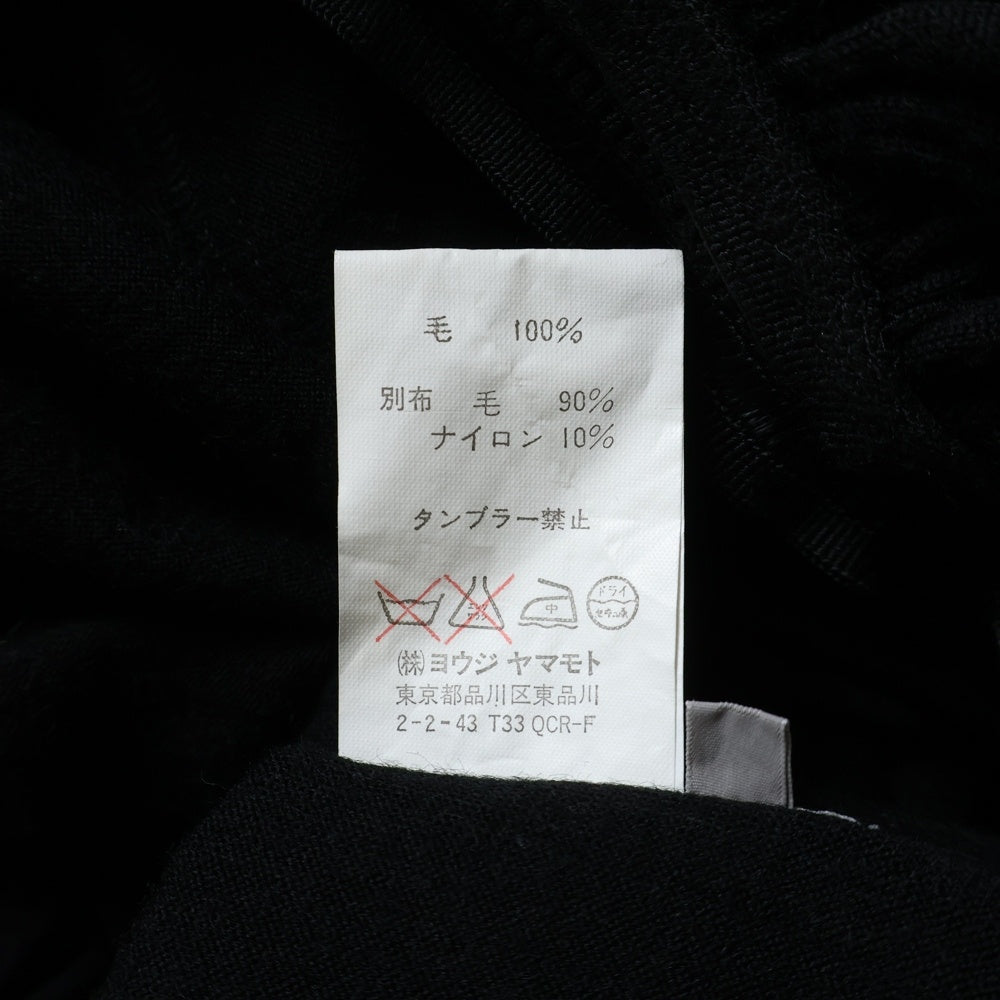 毛 100%
別布 毛 90%
ナイロン 10%
タンブラー禁止
中 ドライ
㈱ヨウジ ヤマモト
東京都品川区東品川
2-2-43 T33 QCR-F